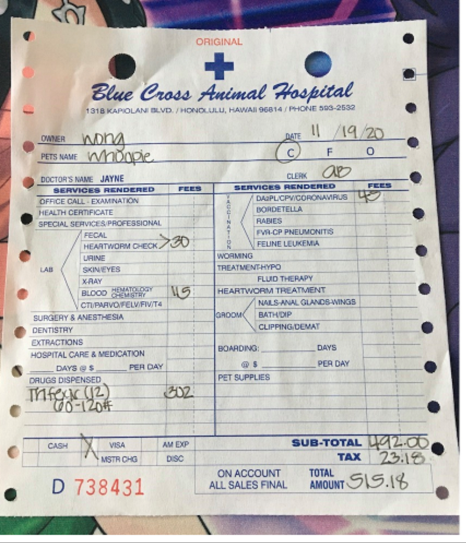 ORIGINAL
Blue Cross Animal Hospital
1318 KAPIOLANI BLVD. / HONOLULU, HAWAII 96814 / PHONE 593-2532
OWNER Wong DATE 11/19/20
PETS NAME Whoopie C F O
DOCTOR'S NAME JAYNE CLERK
SERVICES RENDERED FEES
OFFICE CALL - EXAMINATION
HEALTH CERTIFICATE
SPECIAL SERVICES/PROFESSIONAL
LAB
FECAL
HEARTWORM CHECK 30
URINE
SKIN/EYES
X-RAY
BLOOD HEMATOLOGY CHEMISTRY 115
CTI/PARVO/FELV/FIV/T4
SURGERY & ANESTHESIA
DENTISTRY
EXTRACTIONS
HOSPITAL CARE & MEDICATION
DAYS @ $ PER DAY
DRUGS DISPENSED
Trifexis (12) 302
60-120#
SERVICES RENDERED FEES
VACCINATION
DA2PL/CPV/CORONAVIRUS 45
BORDETELLA
RABIES
FVR-CP PNEUMONITIS
FELINE LEUKEMIA
WORMING
TREATMENT-HYPO
FLUID THERAPY
HEARTWORM TREATMENT
GROOM
NAILS-ANAL GLANDS-WINGS
BATH/DIP
CLIPPING/DEMAT
BOARDING: DAYS
@ $ PER DAY
PET SUPPLIES
CASH X VISA AM EXP
MSTR CHG DISC
SUB-TOTAL 492.00
TAX 23.18
D 738431
ON ACCOUNT
ALL SALES FINAL
TOTAL AMOUNT $515.18